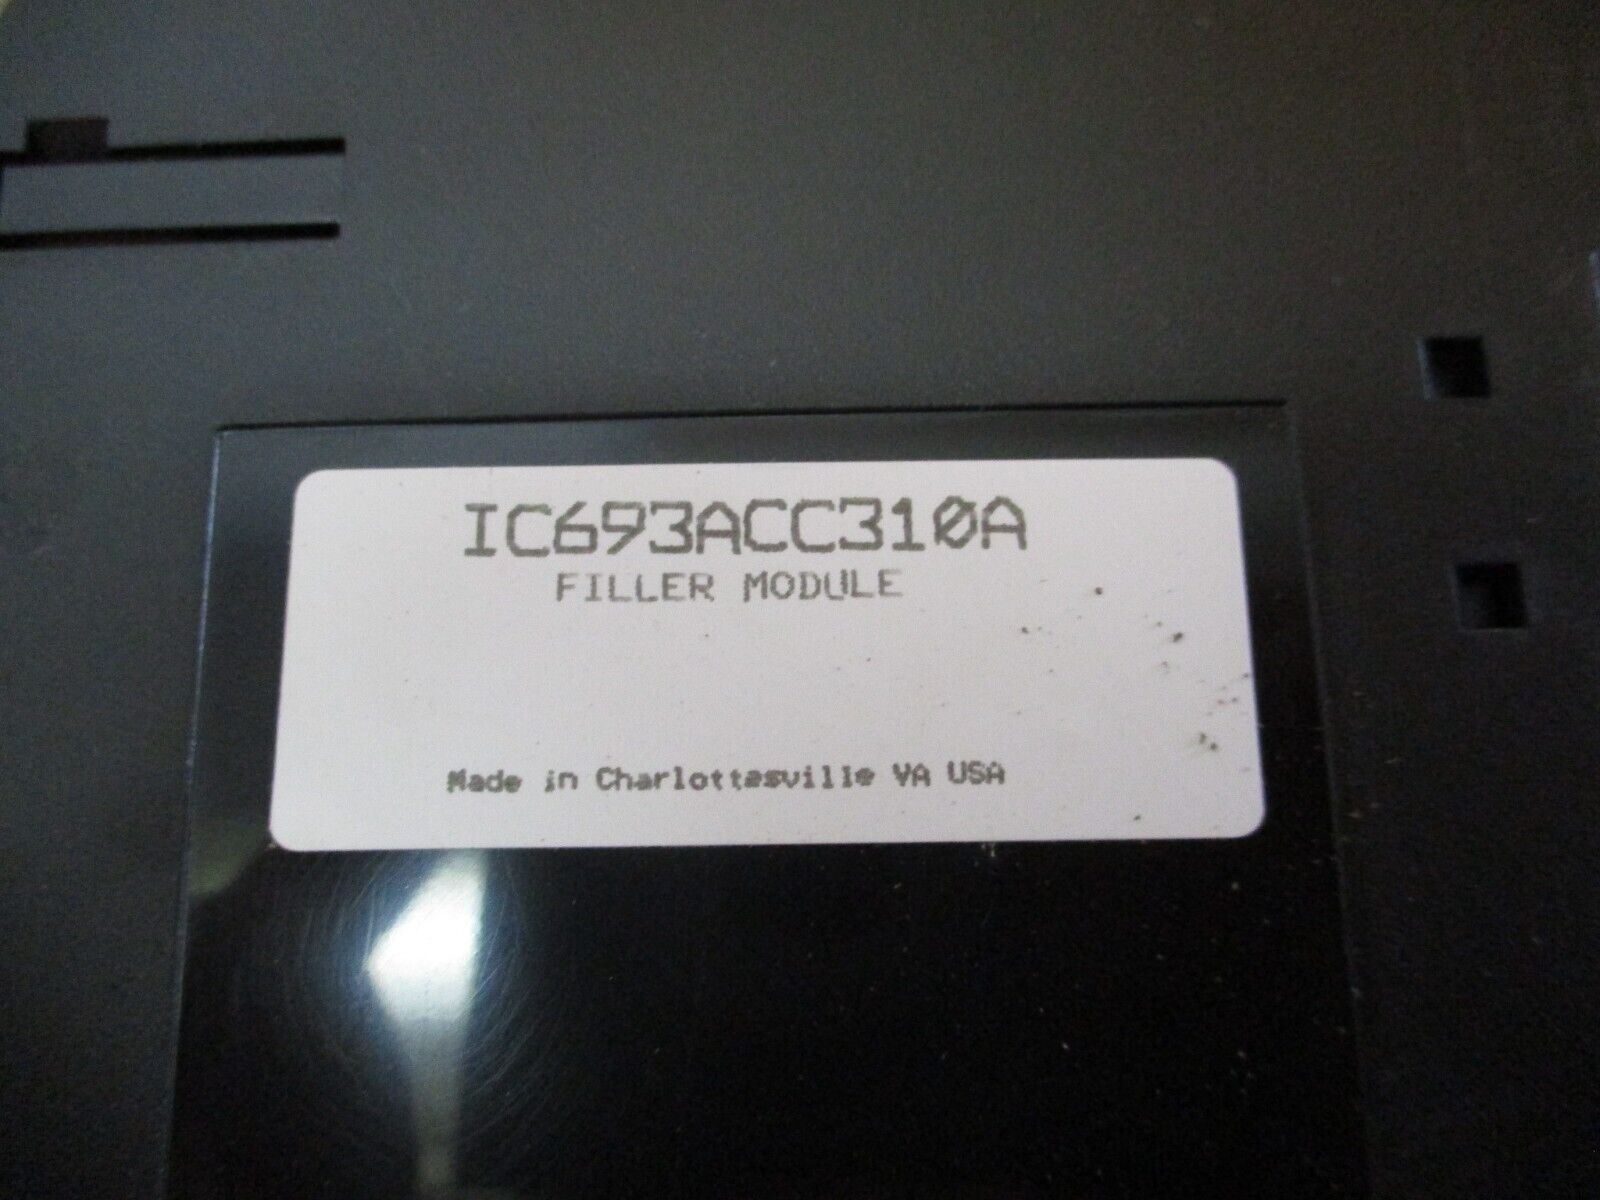 IC693ACC310A
FILLER MODULE
Made in Charlottesville VA USA